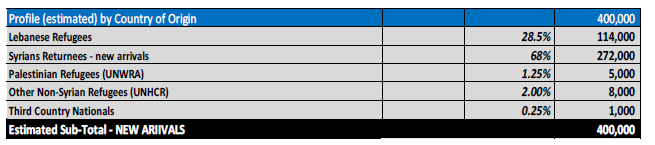 Profile (estimated) by Country of Origin 400,000
Lebanese Refugees 28.5% 114,000
Syrians Returnees - new arrivals 68% 272,000
Palestinian Refugees (UNWRA) 1.25% 5,000
Other Non-Syrian Refugees (UNHCR) 2.00% 8,000
Third Country Nationals 0.25% 1,000
Estimated Sub-Total - NEW ARIIVALS 400,000